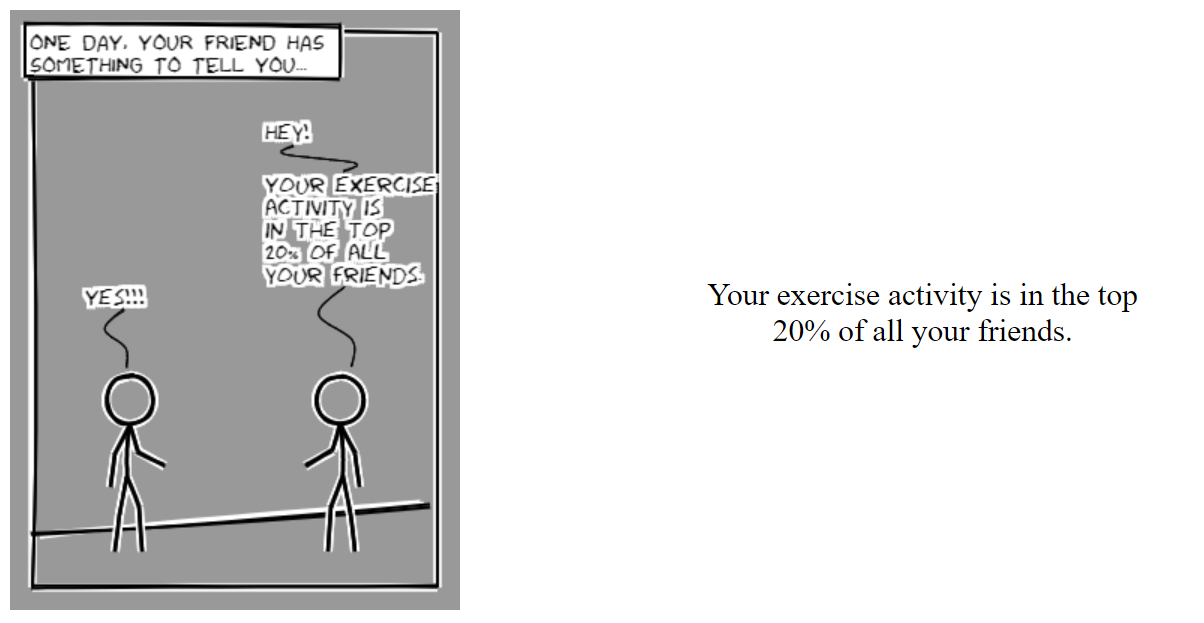 ONE DAY, YOUR FRIEND HAS
SOMETHING TO TELL YOU...
HEY!
YOUR EXERCISE
ACTIVITY IS
IN THE TOP
20% OF ALL
YOUR FRIENDS.
YES!!!
Your exercise activity is in the top
20% of all your friends.